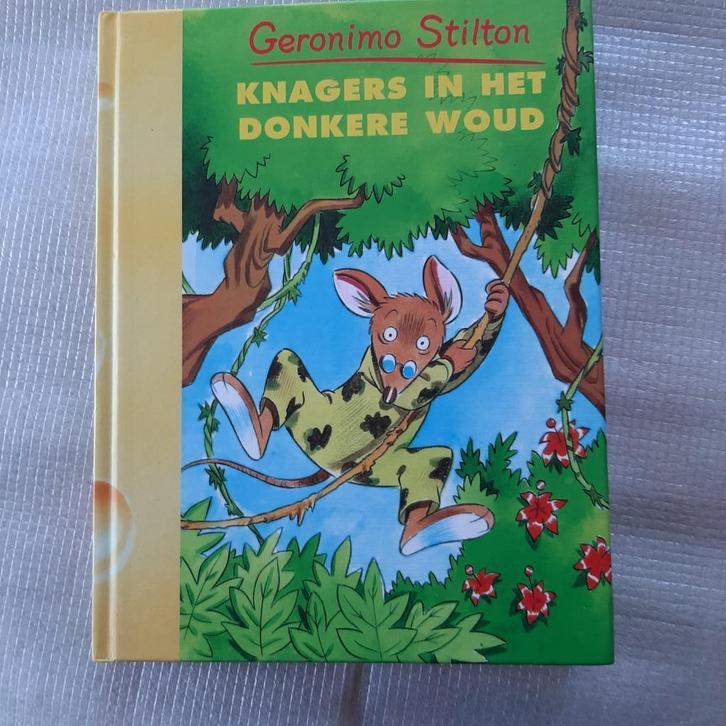 Geronimo Stilton
KNAGERS IN HET
DONKERE WOUD